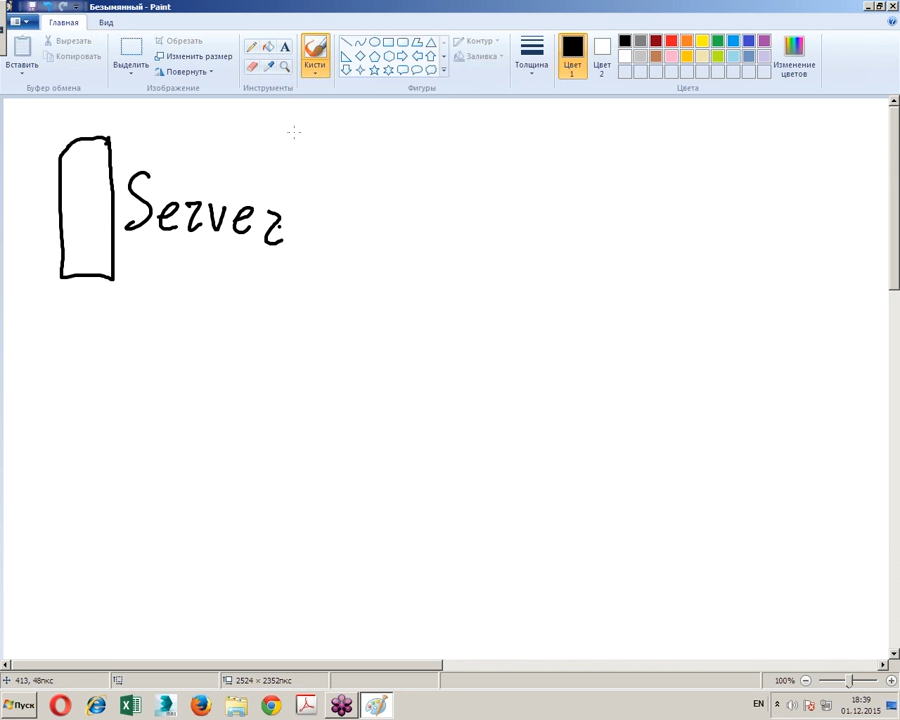 Безымянный - Paint
Главная Вид
Вставить
Вырезать
Копировать
Буфер обмена
Выделить
Обрезать
Изменить размер
Повернуть
Изображение
A
Инструменты
Кисти
Контур
Заливка
Фигуры
Толщина
Цвет 1
Цвет 2
Изменение цветов
Цвета
Server
413, 48пкс
2524 × 2352пкс
100%
Пуск
EN
18:39
01.12.2015